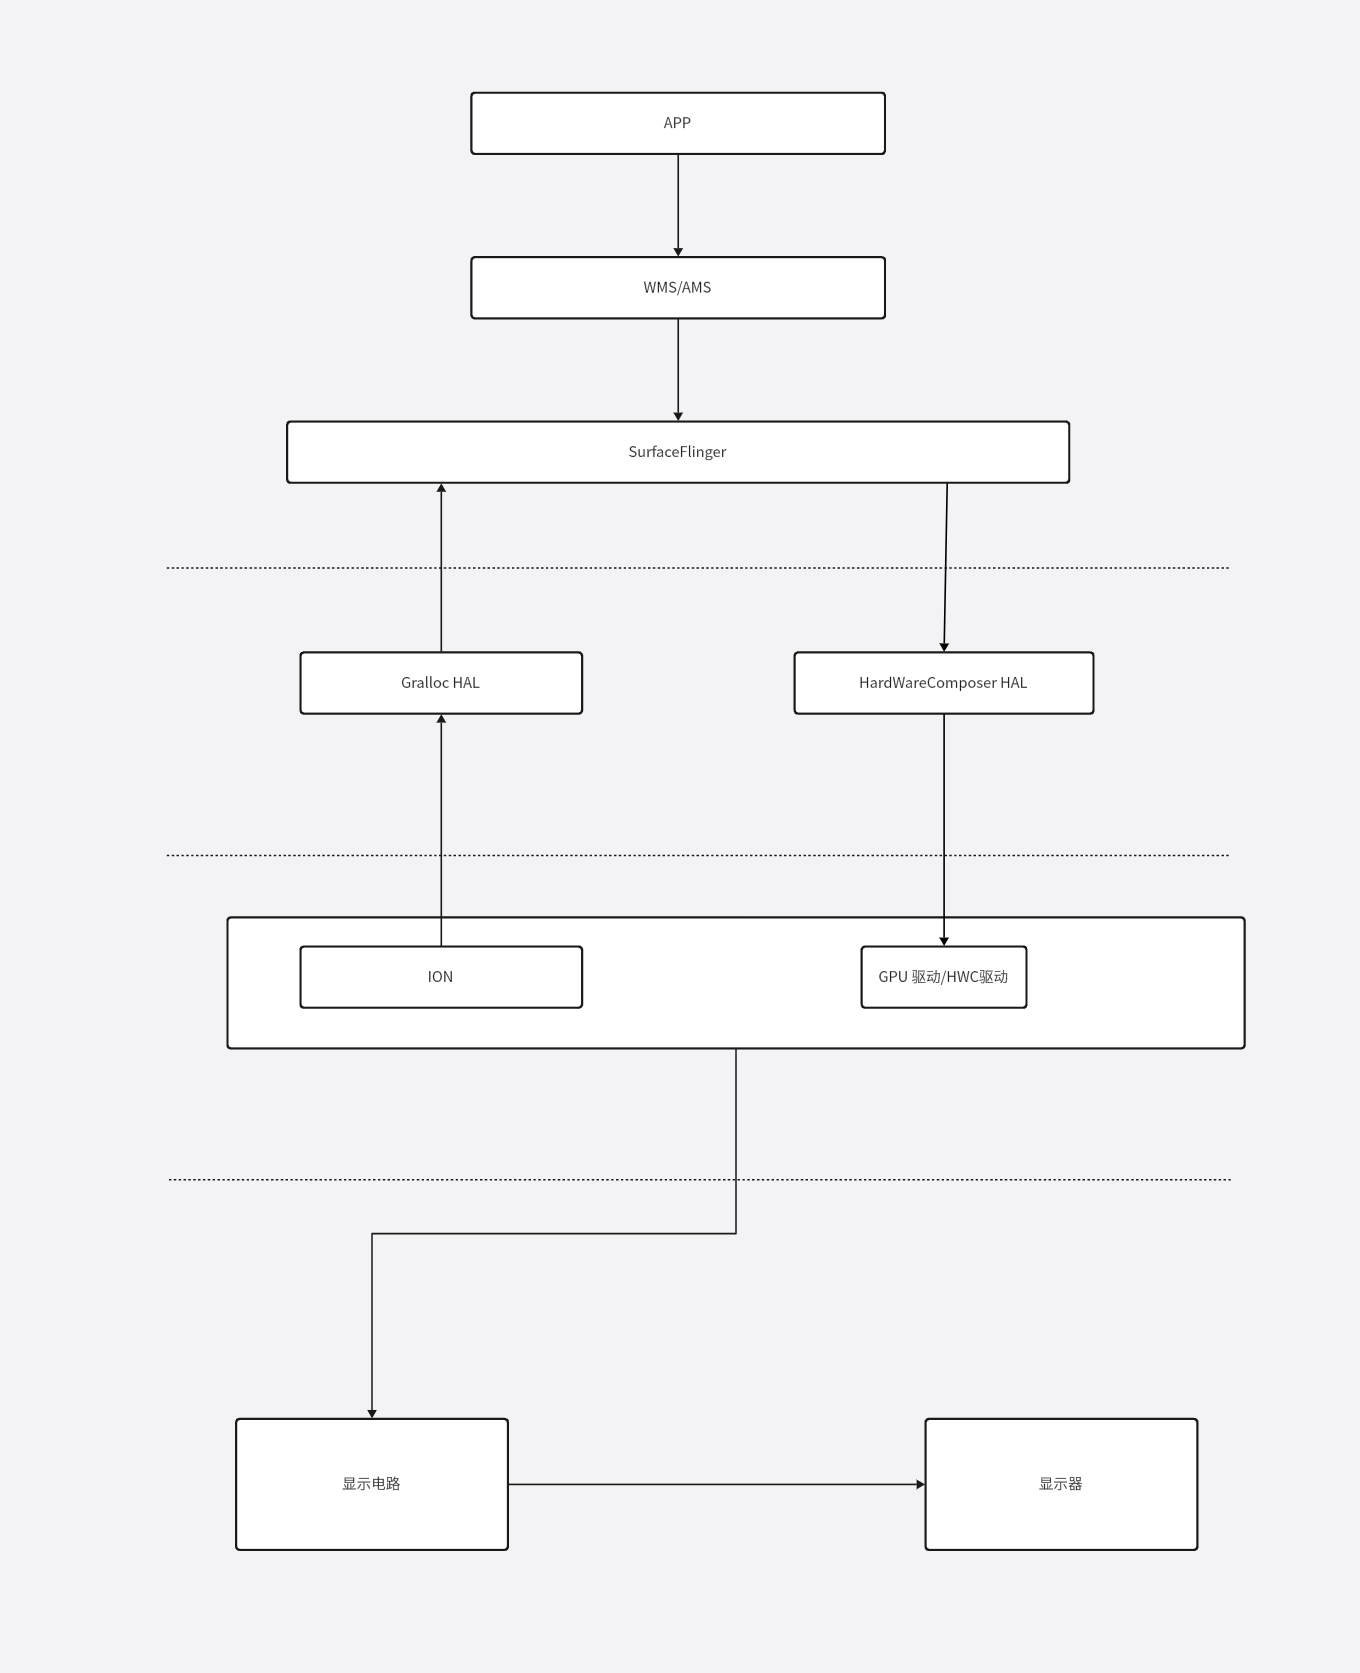 APP
WMS/AMS
SurfaceFlinger
Gralloc HAL
HardWareComposer HAL
ION
GPU 驱动/HWC驱动
显示电路
显示器